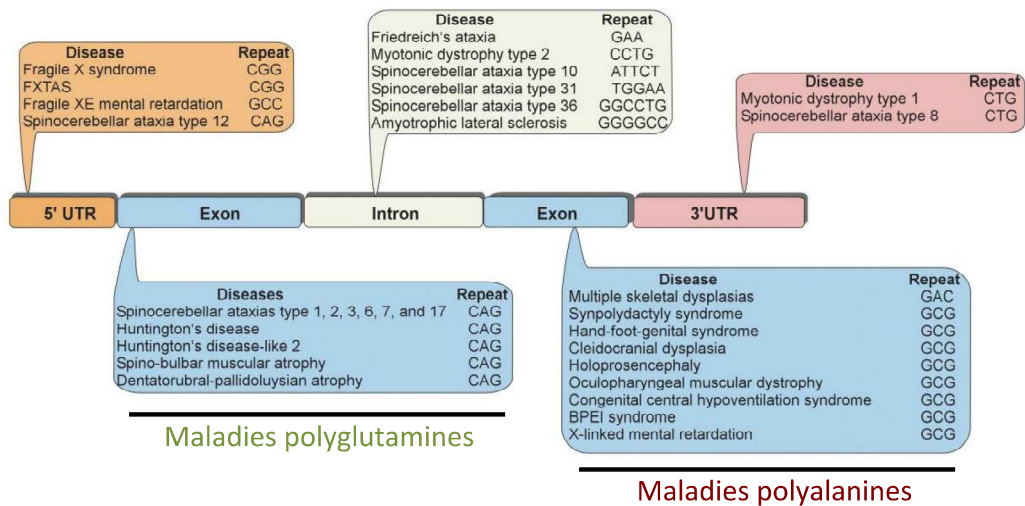 Disease Repeat
Fragile X syndrome CGG
FXTAS CGG
Fragile XE mental retardation GCC
Spinocerebellar ataxia type 12 CAG
Disease Repeat
Friedreich's ataxia GAA
Myotonic dystrophy type 2 CCTG
Spinocerebellar ataxia type 10 ATTCT
Spinocerebellar ataxia type 31 TGGAA
Spinocerebellar ataxia type 36 GGCCTG
Amyotrophic lateral sclerosis GGGGCC
Disease Repeat
Myotonic dystrophy type 1 CTG
Spinocerebellar ataxia type 8 CTG
5' UTR Exon Intron Exon 3'UTR
Diseases Repeat
Spinocerebellar ataxias type 1, 2, 3, 6, 7, and 17 CAG
Huntington's disease CAG
Huntington's disease-like 2 CAG
Spino-bulbar muscular atrophy CAG
Dentatorubral-pallidoluysian atrophy CAG
Maladies polyglutamines
Disease Repeat
Multiple skeletal dysplasias GAC
Synpolydactyly syndrome GCG
Hand-foot-genital syndrome GCG
Cleidocranial dysplasia GCG
Holoprosencephaly GCG
Oculopharyngeal muscular dystrophy GCG
Congenital central hypoventilation syndrome GCG
BPEI syndrome GCG
X-linked mental retardation GCG
Maladies polyalanines